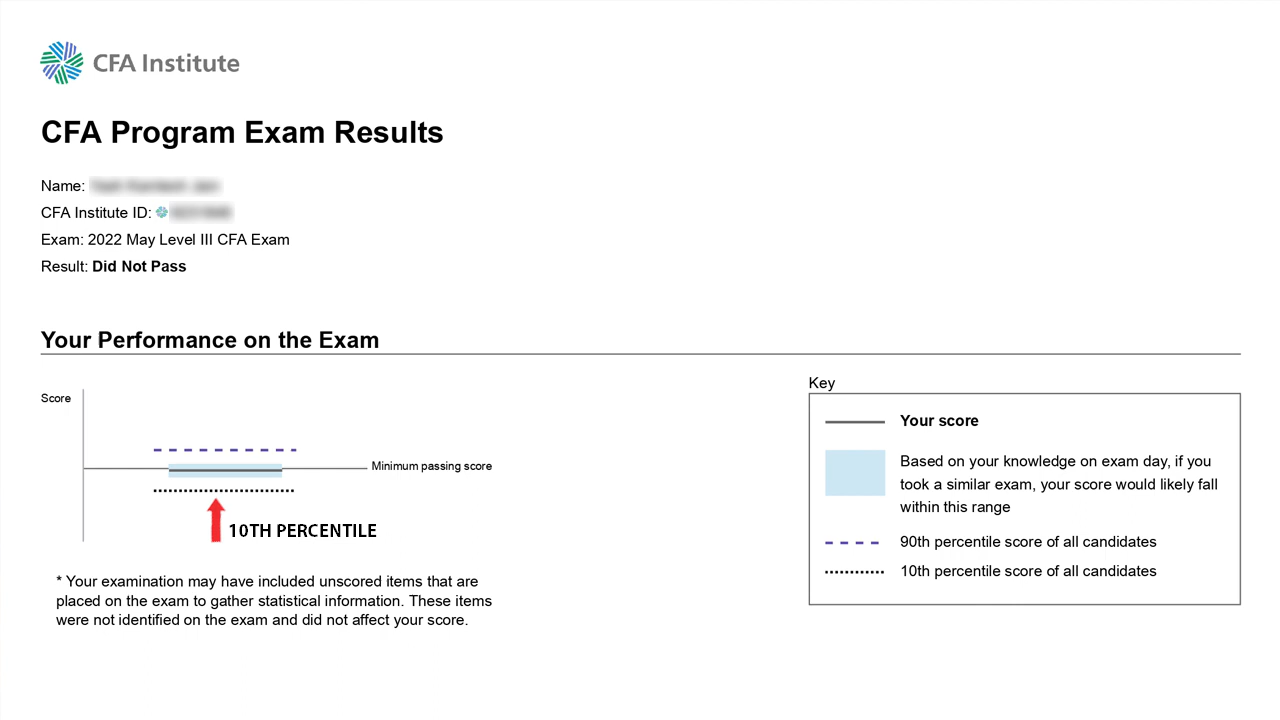 CFA Institute
CFA Program Exam Results
Name:
CFA Institute ID:
Exam: 2022 May Level III CFA Exam
Result: Did Not Pass
Your Performance on the Exam
Score
Minimum passing score
10TH PERCENTILE
* Your examination may have included unscored items that are
placed on the exam to gather statistical information. These items
were not identified on the exam and did not affect your score.
Key
Your score
Based on your knowledge on exam day, if you
took a similar exam, your score would likely fall
within this range
90th percentile score of all candidates
10th percentile score of all candidates